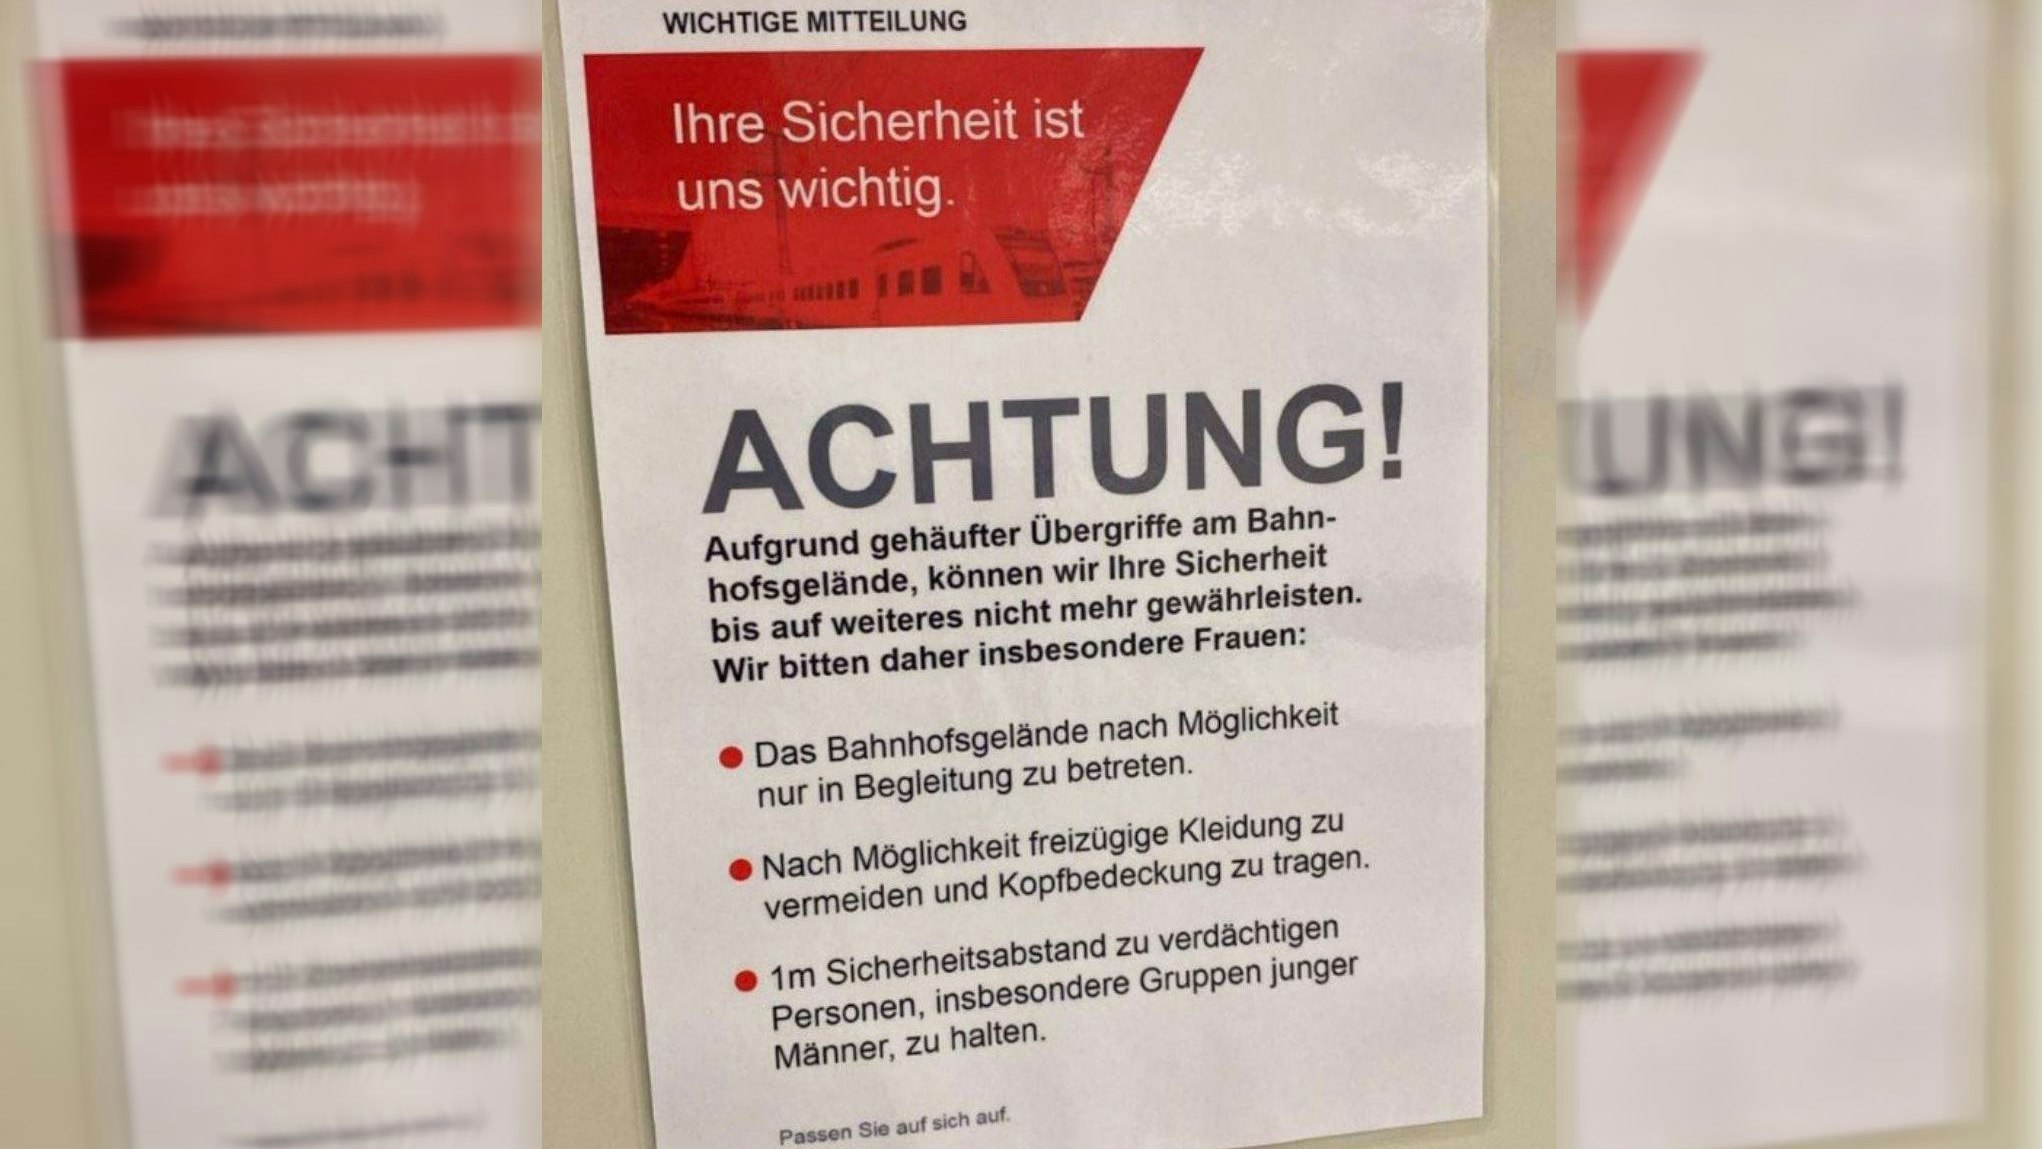 WICHTIGE MITTEILUNG
Ihre Sicherheit ist
uns wichtig.
ACHTUNG!
Aufgrund gehäufter Übergriffe am Bahn-
hofsgelände, können wir Ihre Sicherheit
bis auf weiteres nicht mehr gewährleisten.
Wir bitten daher insbesondere Frauen:
● Das Bahnhofsgelände nach Möglichkeit
nur in Begleitung zu betreten.
● Nach Möglichkeit freizügige Kleidung zu
vermeiden und Kopfbedeckung zu tragen.
● 1m Sicherheitsabstand zu verdächtigen
Personen, insbesondere Gruppen junger
Männer, zu halten.
Passen Sie auf sich auf.